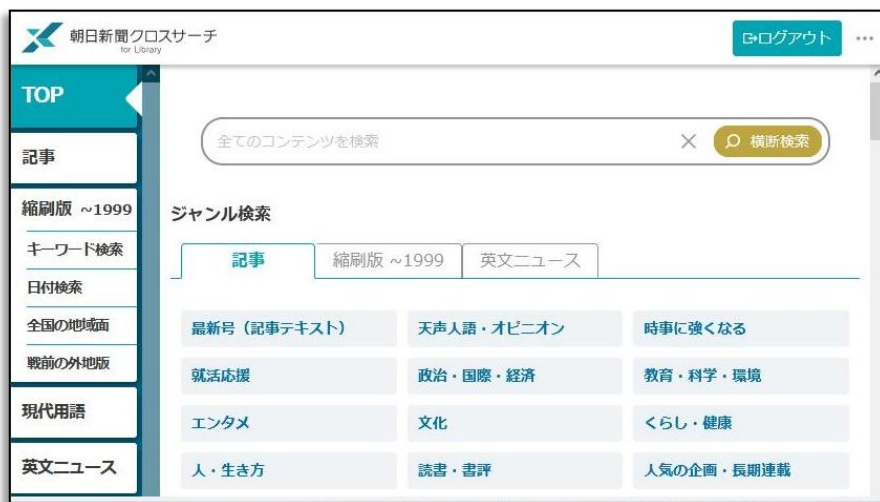 朝日新聞クロスサーチ
for Library
ログアウト
TOP
記事
縮刷版 ~1999
キーワード検索
日付検索
全国の地域面
戦前の外地版
現代用語
英文ニュース
全てのコンテンツを検索
横断検索
ジャンル検索
記事 縮刷版 ~1999 英文ニュース
最新号（記事テキスト） 天声人語・オピニオン 時事に強くなる
就活応援 政治・国際・経済 教育・科学・環境
エンタメ 文化 くらし・健康
人・生き方 読書・書評 人気の企画・長期連載